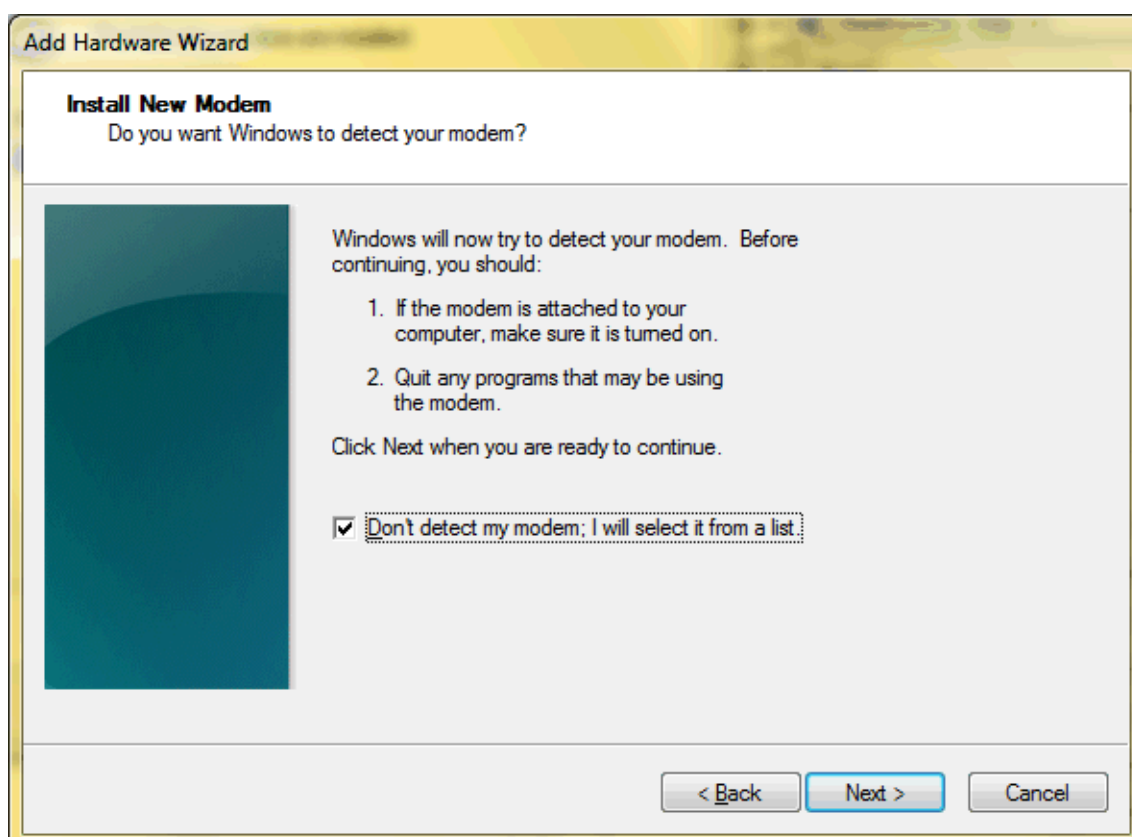 Add Hardware Wizard
Install New Modem
Do you want Windows to detect your modem?
Windows will now try to detect your modem. Before
continuing, you should:
1. If the modem is attached to your
computer, make sure it is turned on.
2. Quit any programs that may be using
the modem.
Click Next when you are ready to continue.
Don't detect my modem; I will select it from a list.
< Back
Next >
Cancel